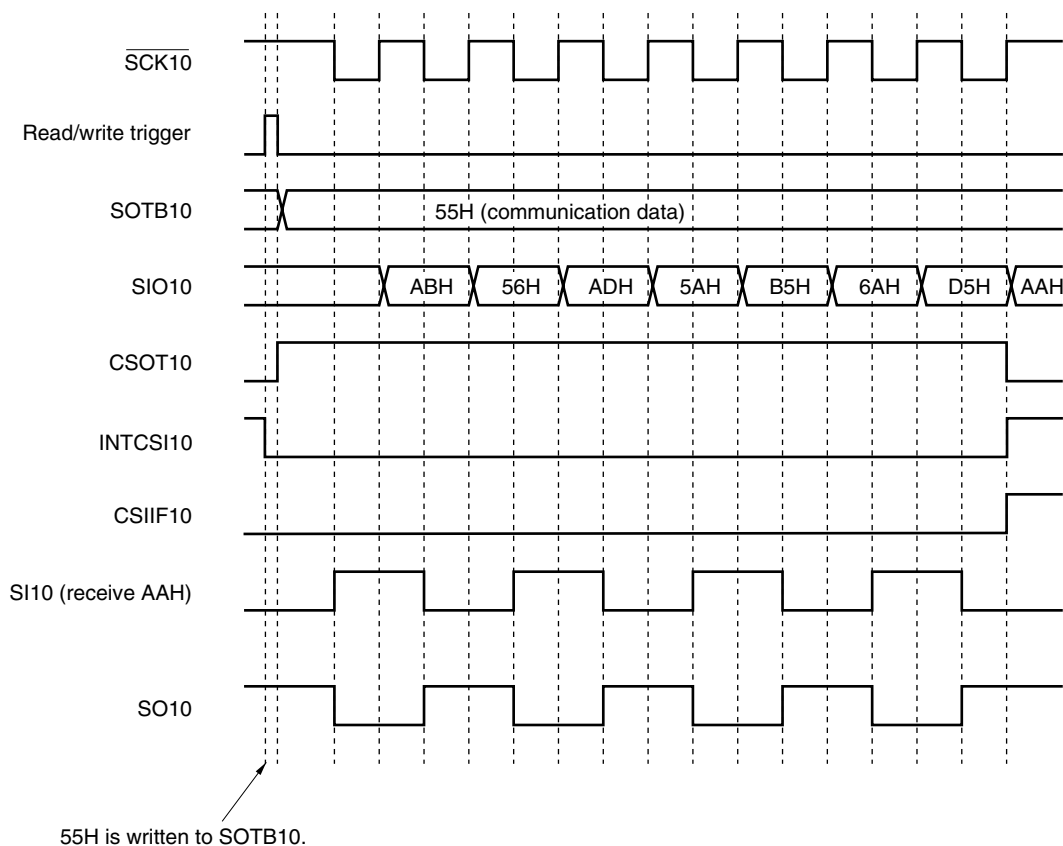 SCK10
Read/write trigger
SOTB10
55H (communication data)
SIO10
ABH 56H ADH 5AH B5H 6AH D5H AAH
CSOT10
INTCSI10
CSIIF10
SI10 (receive AAH)
SO10
55H is written to SOTB10.